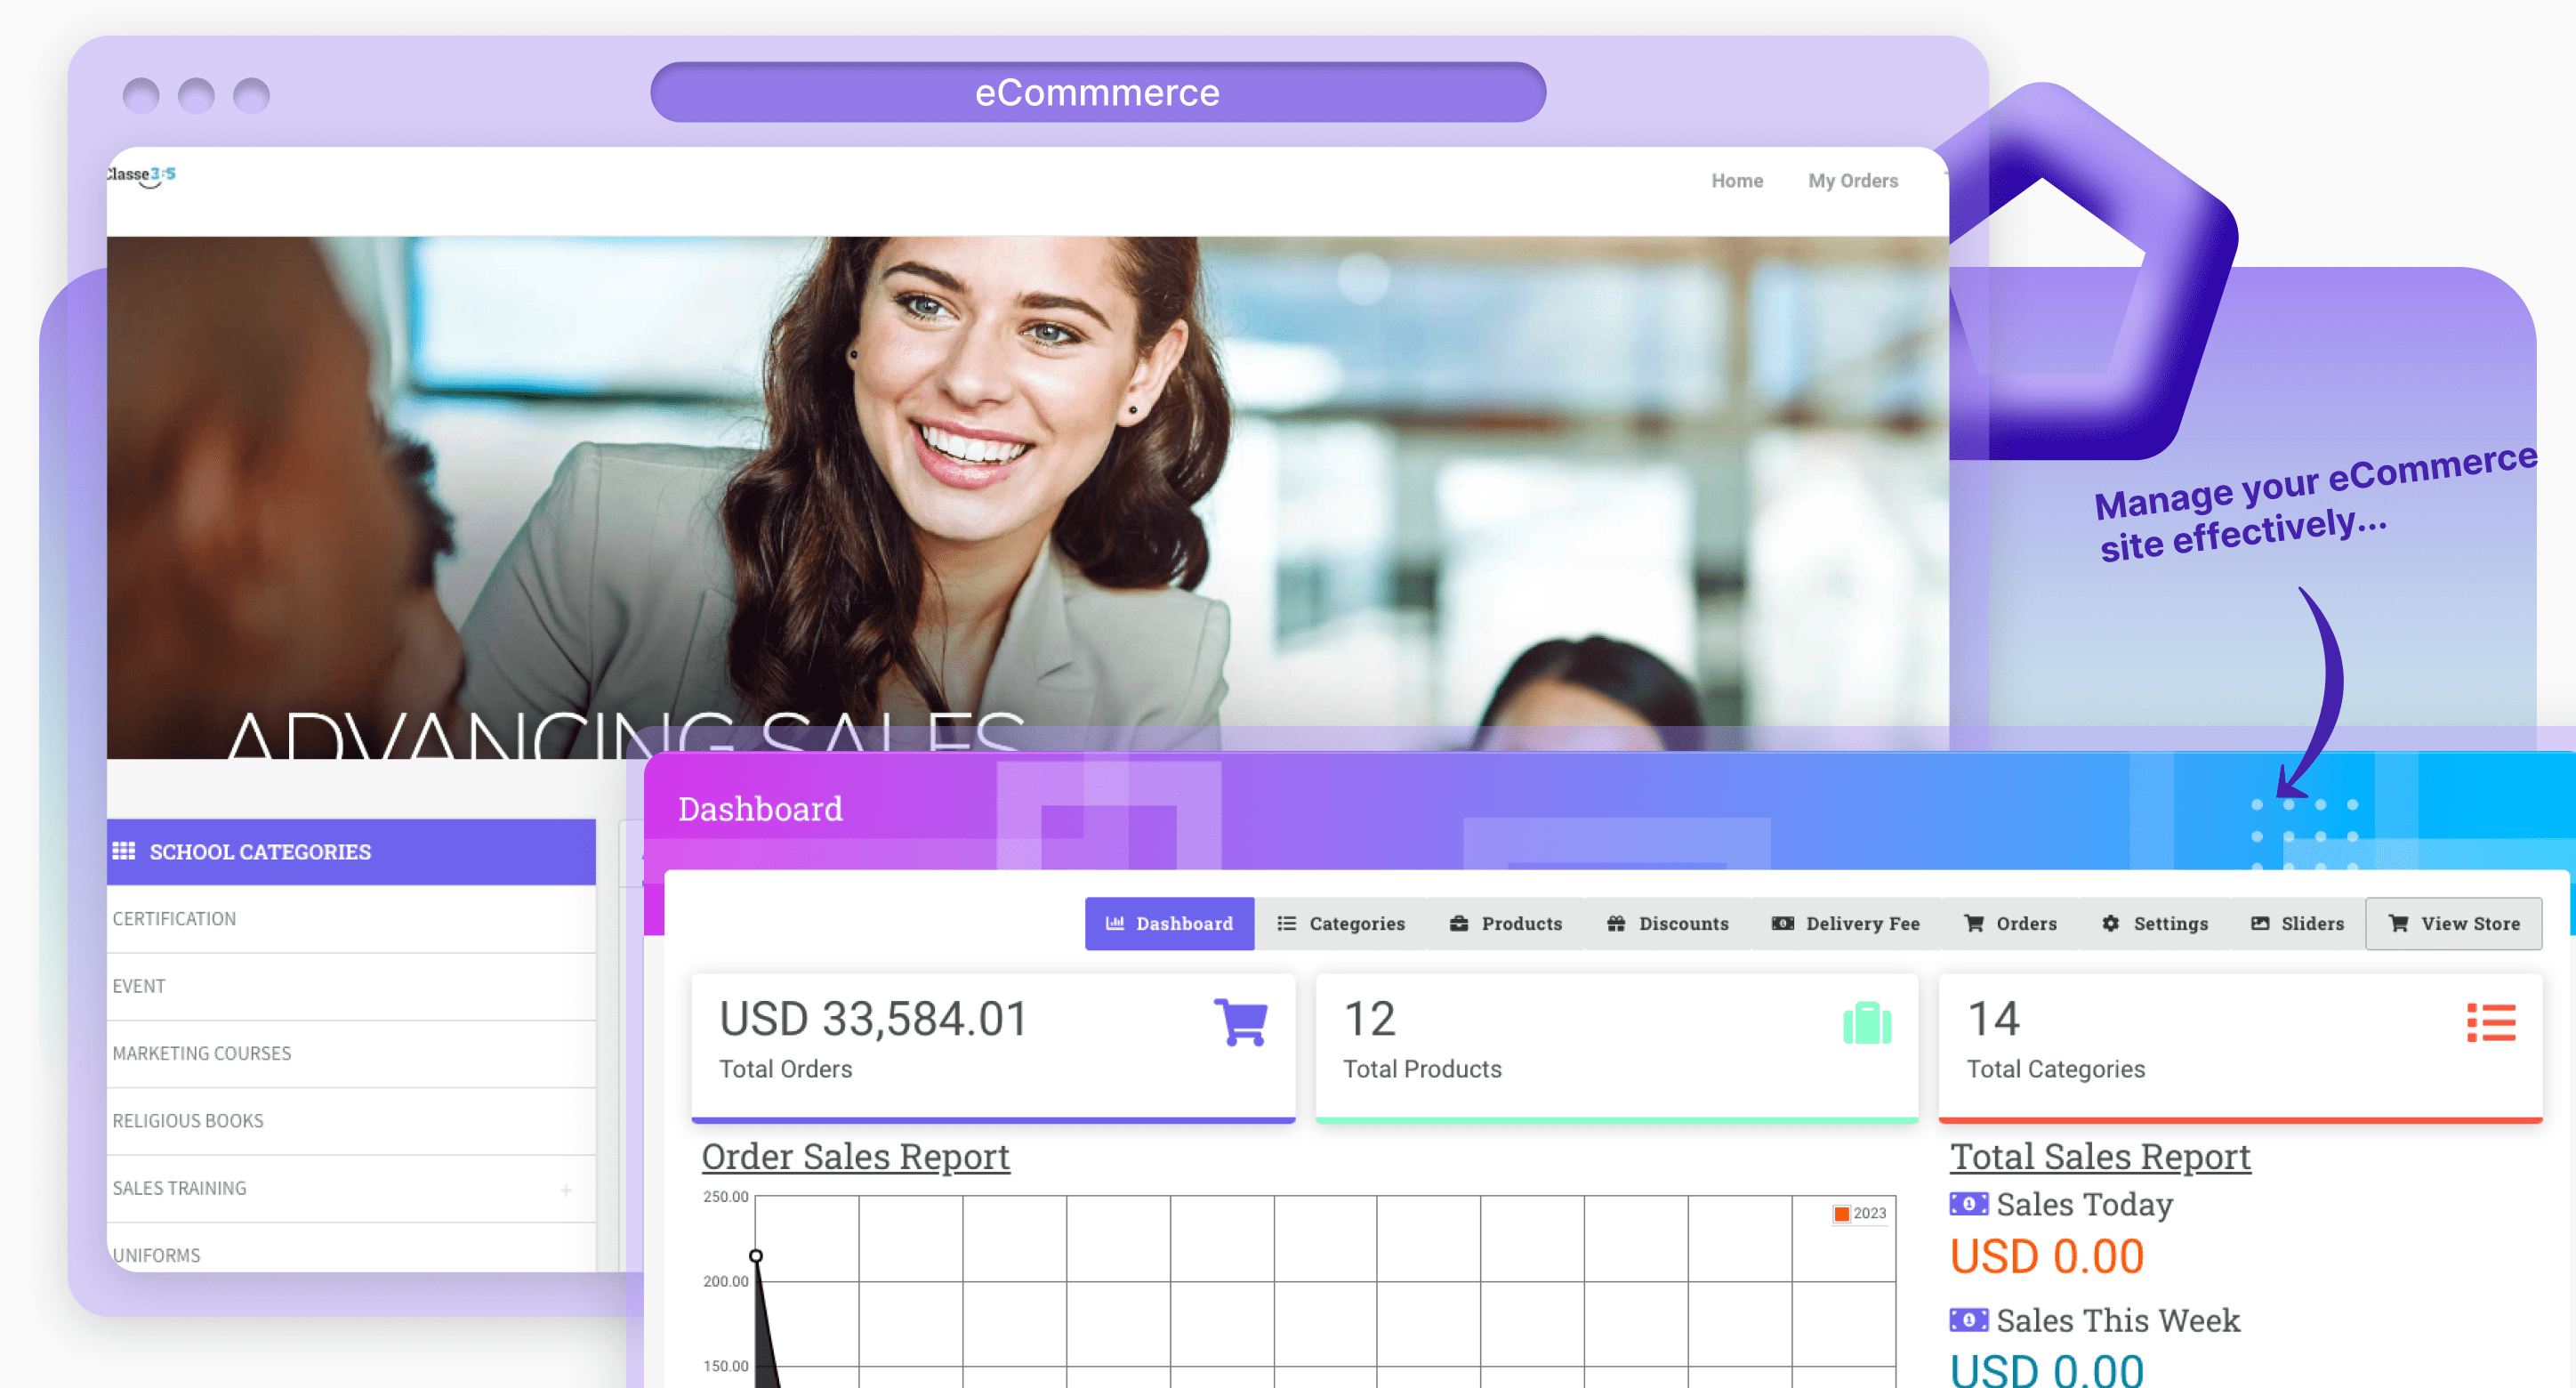 eCommmerce
Classe365
Home
My Orders
ADVANCING SALES
Manage your eCommerce
site effectively...
SCHOOL CATEGORIES
CERTIFICATION
EVENT
MARKETING COURSES
RELIGIOUS BOOKS
SALES TRAINING +
UNIFORMS
Dashboard
Dashboard
Categories
Products
Discounts
Delivery Fee
Orders
Settings
Sliders
View Store
USD 33,584.01
Total Orders
12
Total Products
14
Total Categories
Order Sales Report
250.00
200.00
150.00
2023
Total Sales Report
Sales Today
USD 0.00
Sales This Week
USD 0.00